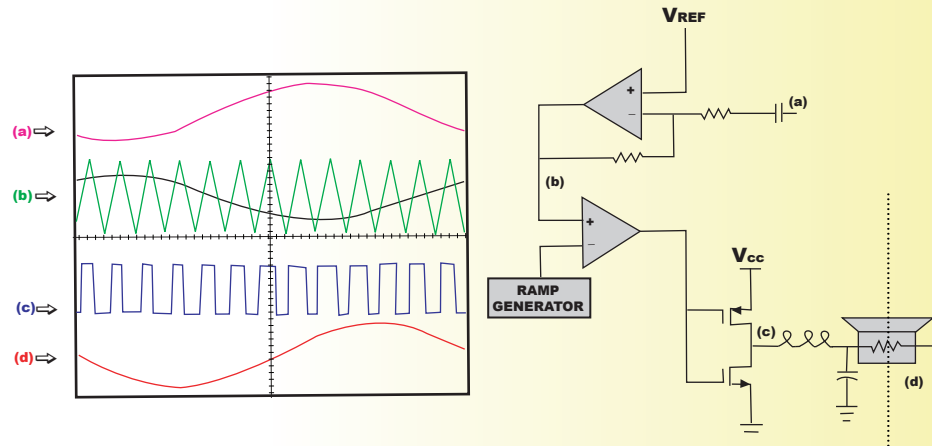 (a)
(b)
(c)
(d)
VREF
+
–
(a)
(b)
+
–
RAMP
GENERATOR
Vcc
(c)
(d)